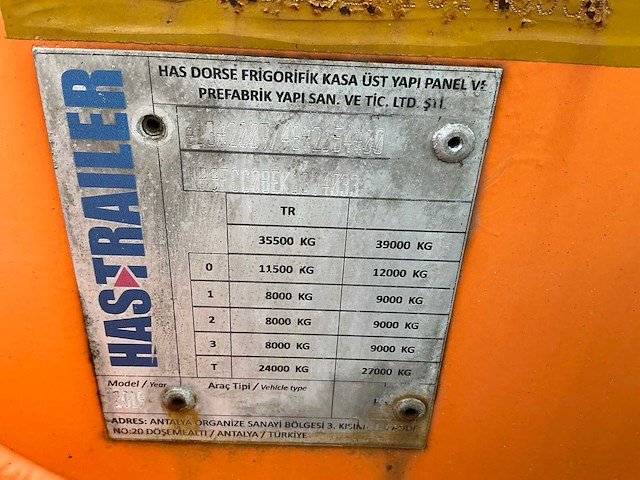 HAS TRAILER
HAS DORSE FRİGORİFİK KASA ÜST YAPI PANEL VE
PREFABRİK YAPI SAN. VE TİC. LTD. ŞTİ.
TR
35500 KG 39000 KG
0 11500 KG 12000 KG
1 8000 KG 9000 KG
2 8000 KG 9000 KG
3 8000 KG 9000 KG
T 24000 KG 27000 KG
Model / Year Araç Tipi / Vehicle type
ADRES: ANTALYA ORGANİZE SANAYİ BÖLGESİ 3. KISIM
NO:20 DÖŞEMEALTI / ANTALYA / TÜRKİYE